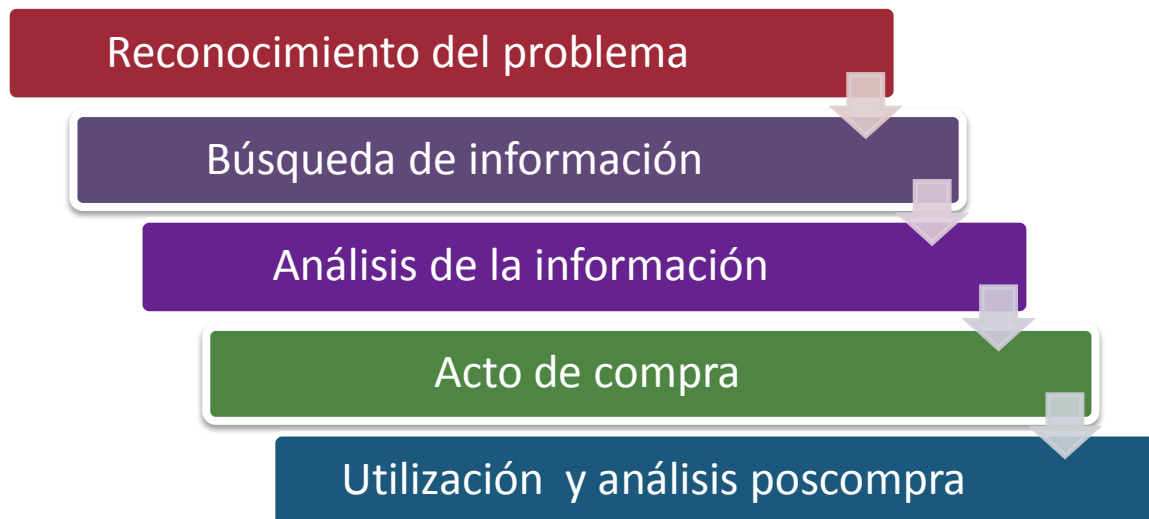 Reconocimiento del problema
Búsqueda de información
Análisis de la información
Acto de compra
Utilización  y análisis poscompra